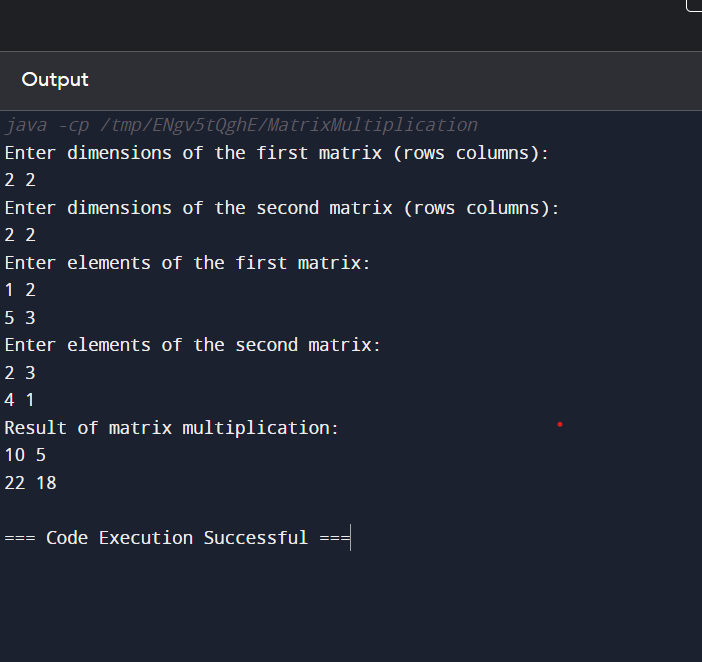 Output
java -cp /tmp/ENgv5tQghE/MatrixMultiplication
Enter dimensions of the first matrix (rows columns):
2 2
Enter dimensions of the second matrix (rows columns):
2 2
Enter elements of the first matrix:
1 2
5 3
Enter elements of the second matrix:
2 3
4 1
Result of matrix multiplication:
10 5
22 18
=== Code Execution Successful ===